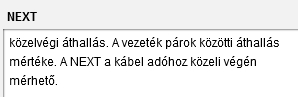 NEXT
közelvégi áthallás. A vezeték párok közötti áthallás
mértéke. A NEXT a kábel adóhoz közeli végén
mérhető.